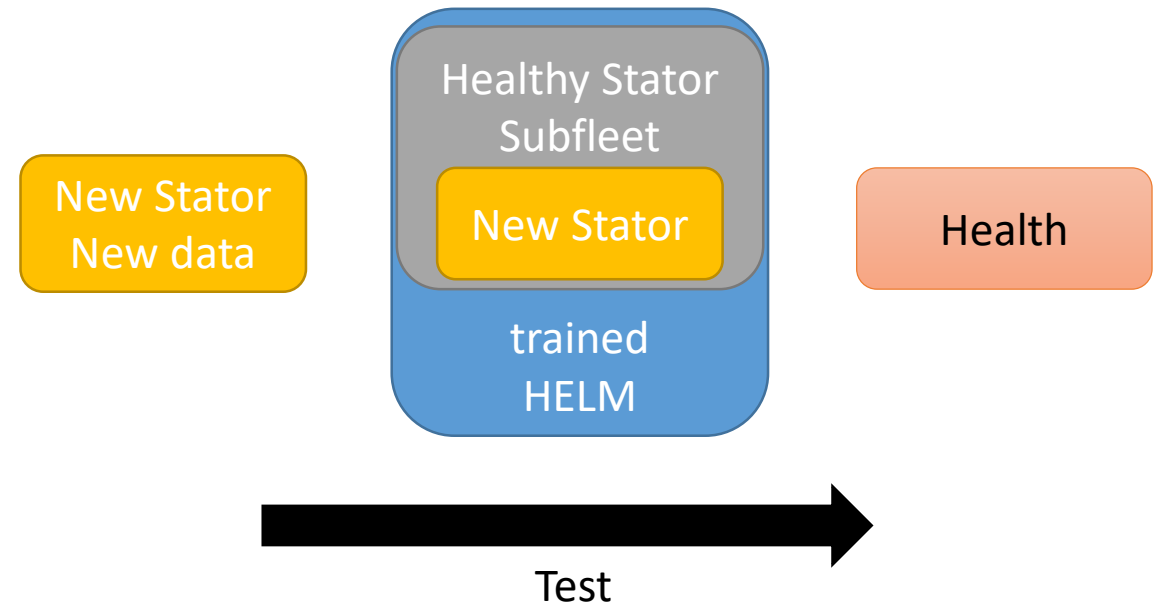 New Stator
New data
Healthy Stator
Subfleet
New Stator
trained
HELM
Health
Test